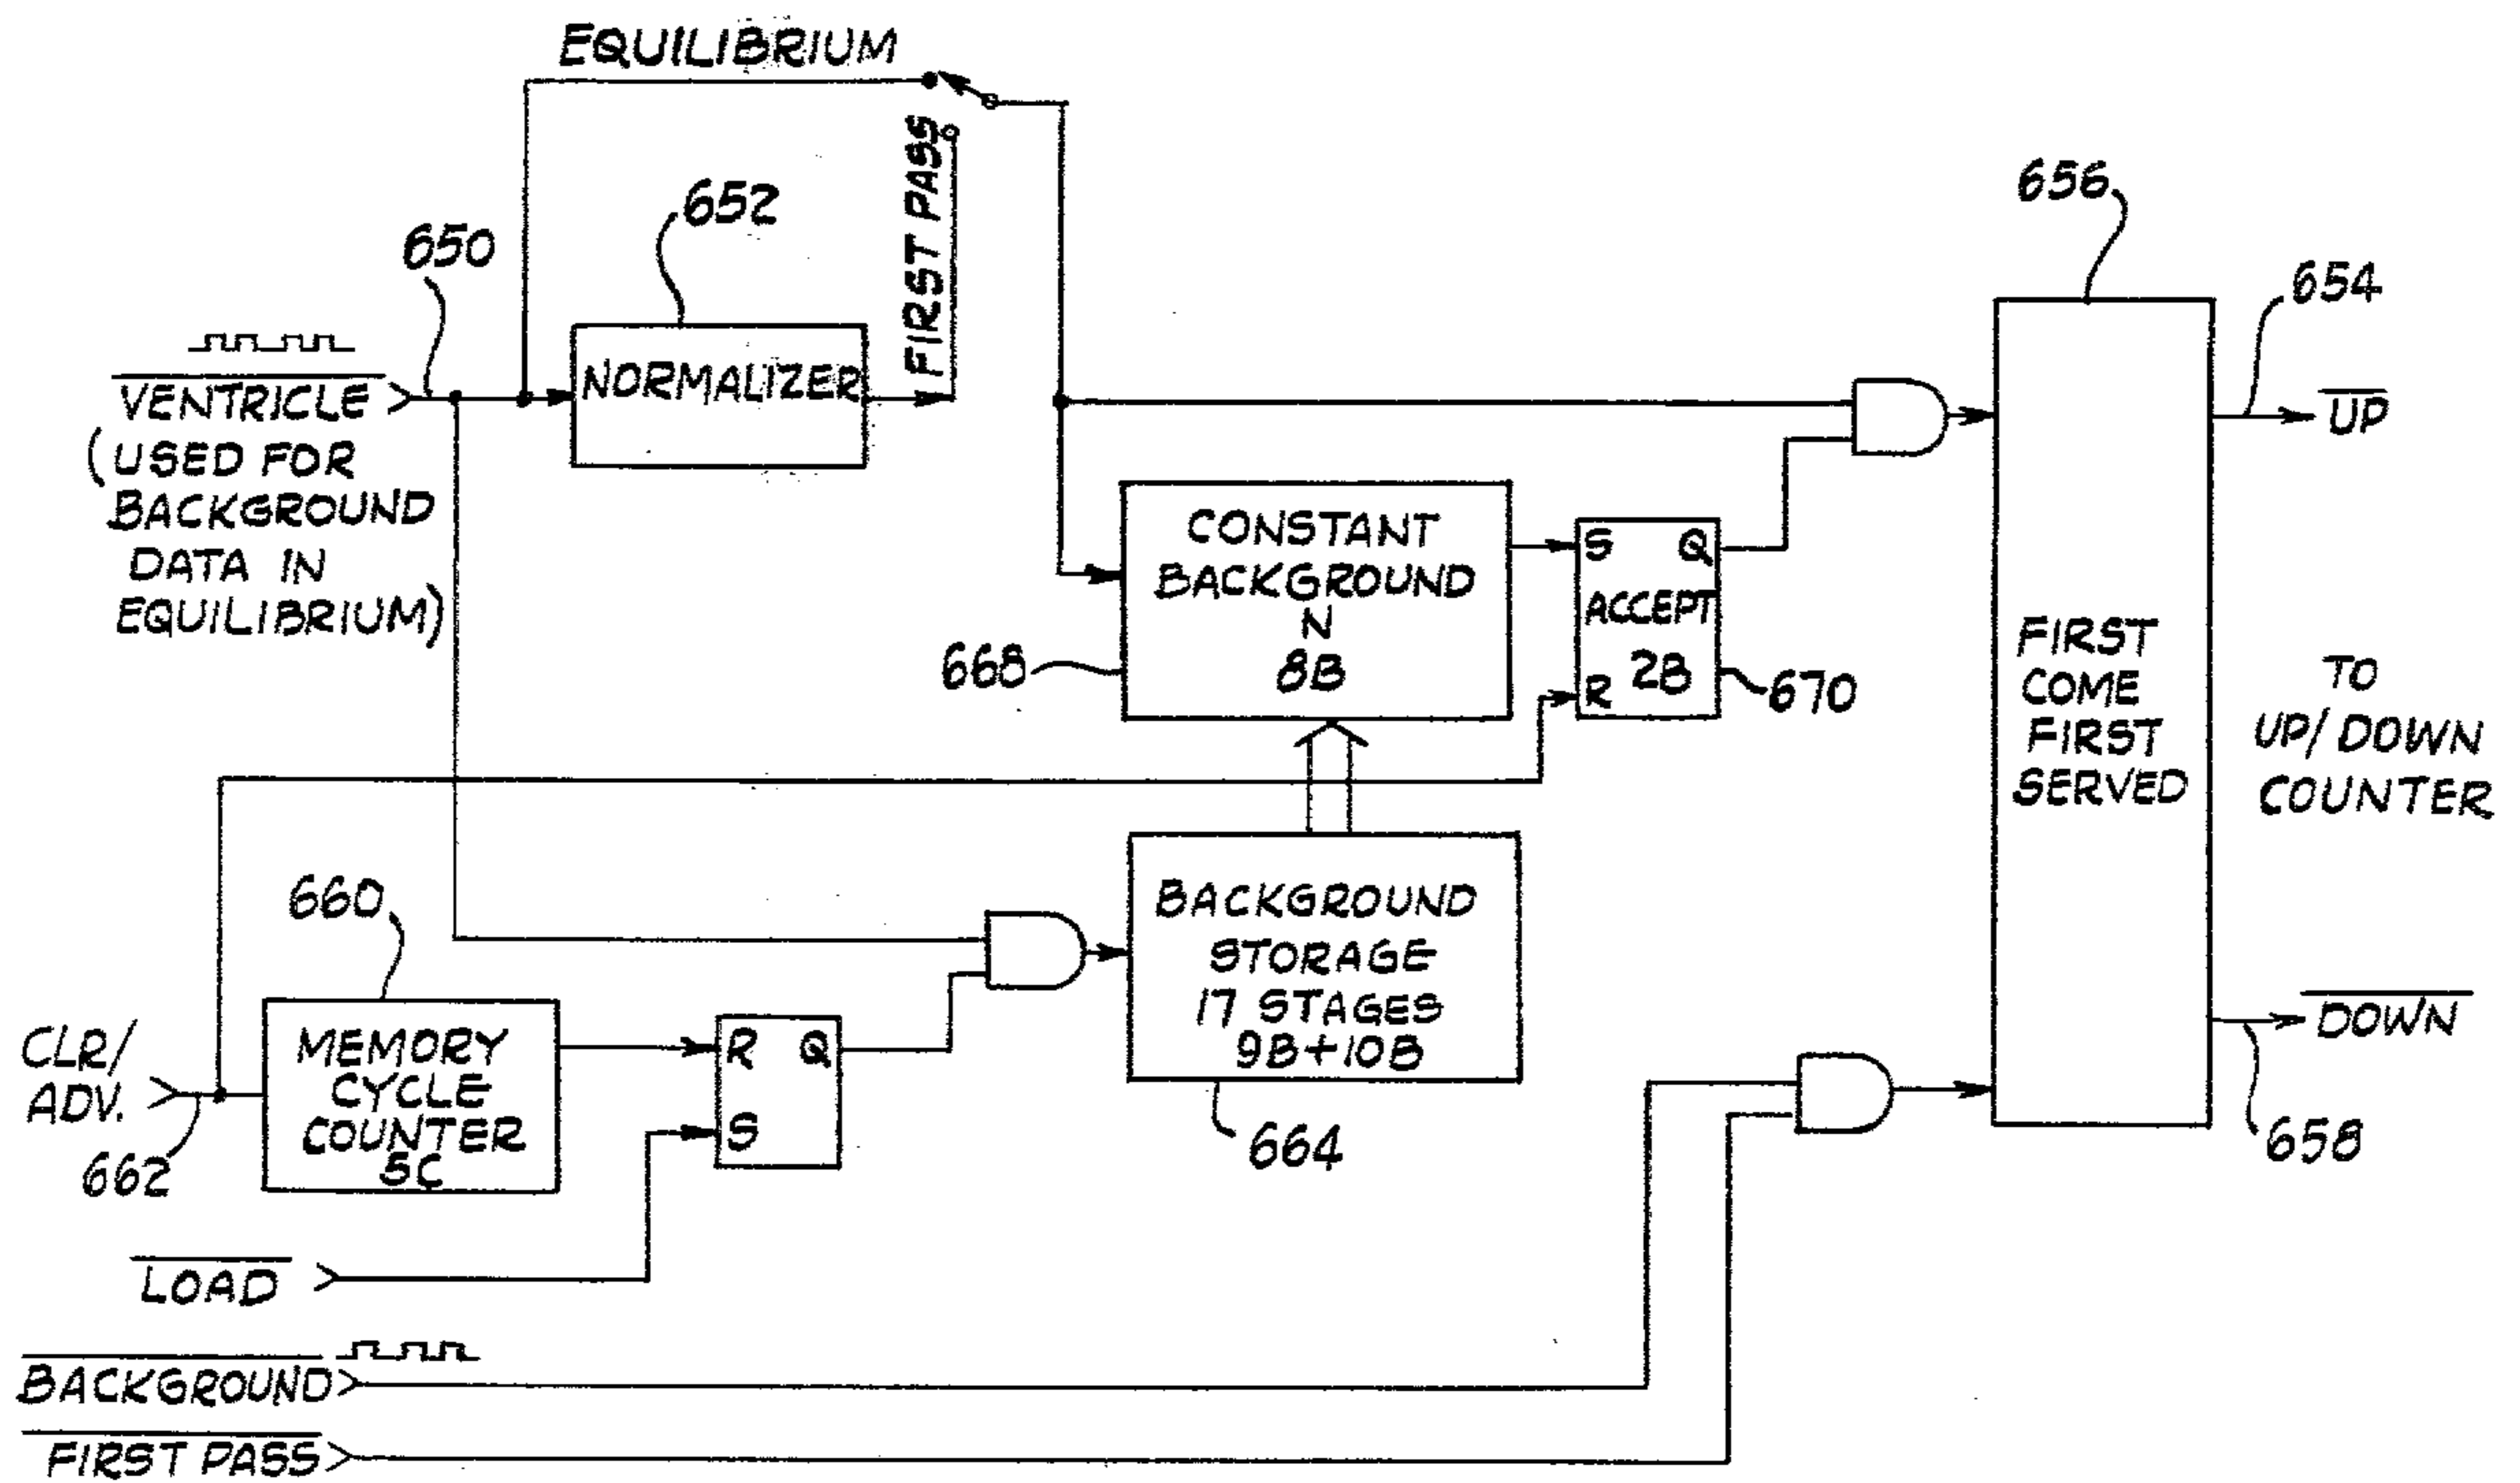 EQUILIBRIUM
FIRST PASS
652
650
656
654
NORMALIZER
VENTRICLE
(USED FOR
BACKGROUND
DATA IN
EQUILIBRIUM)
UP
CONSTANT
BACKGROUND
N
8B
668
S Q
ACCEPT
2B
R
670
FIRST
COME
FIRST
SERVED
TO
UP/DOWN
COUNTER
660
BACKGROUND
STORAGE
17 STAGES
9B+10B
664
CLR/
ADV.
662
MEMORY
CYCLE
COUNTER
5C
R Q
S
DOWN
658
LOAD
BACKGROUND
FIRST PASS